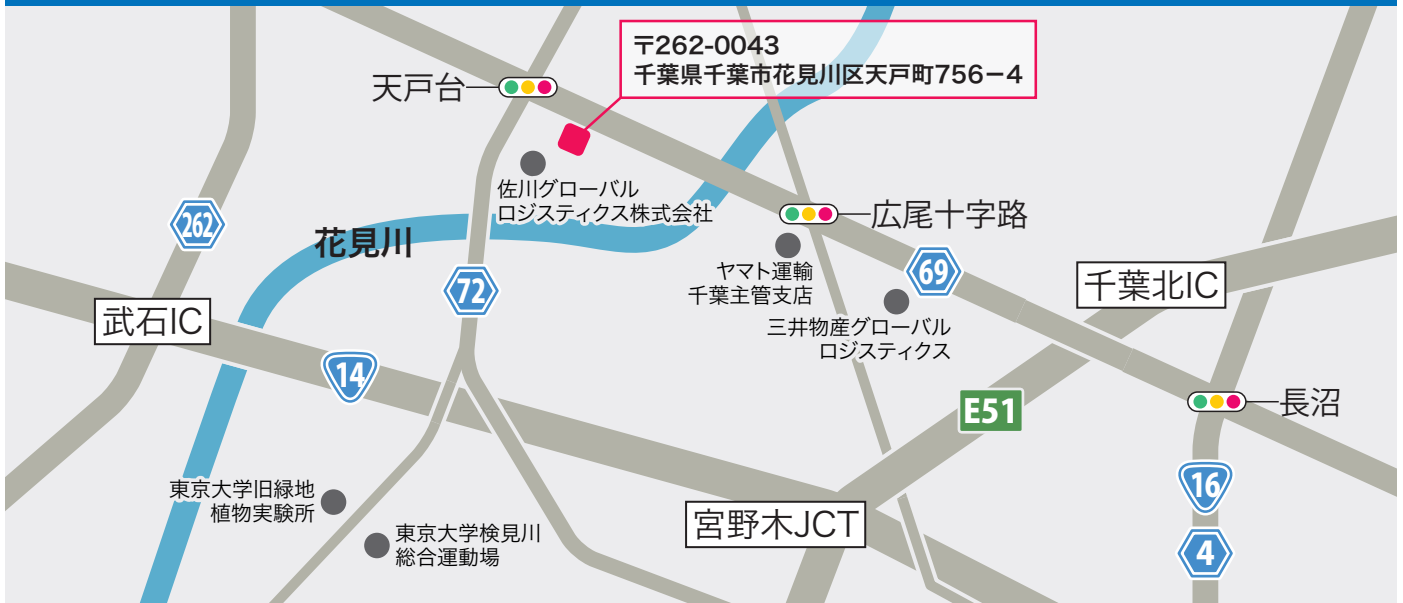 〒262-0043
千葉県千葉市花見川区天戸町756－4
天戸台
佐川グローバル
ロジスティクス株式会社
262
花見川
広尾十字路
ヤマト運輸
千葉主管支店
69
千葉北IC
72
武石IC
三井物産グローバル
ロジスティクス
14
E51
長沼
16
東京大学旧緑地
植物実験所
宮野木JCT
東京大学検見川
総合運動場
4